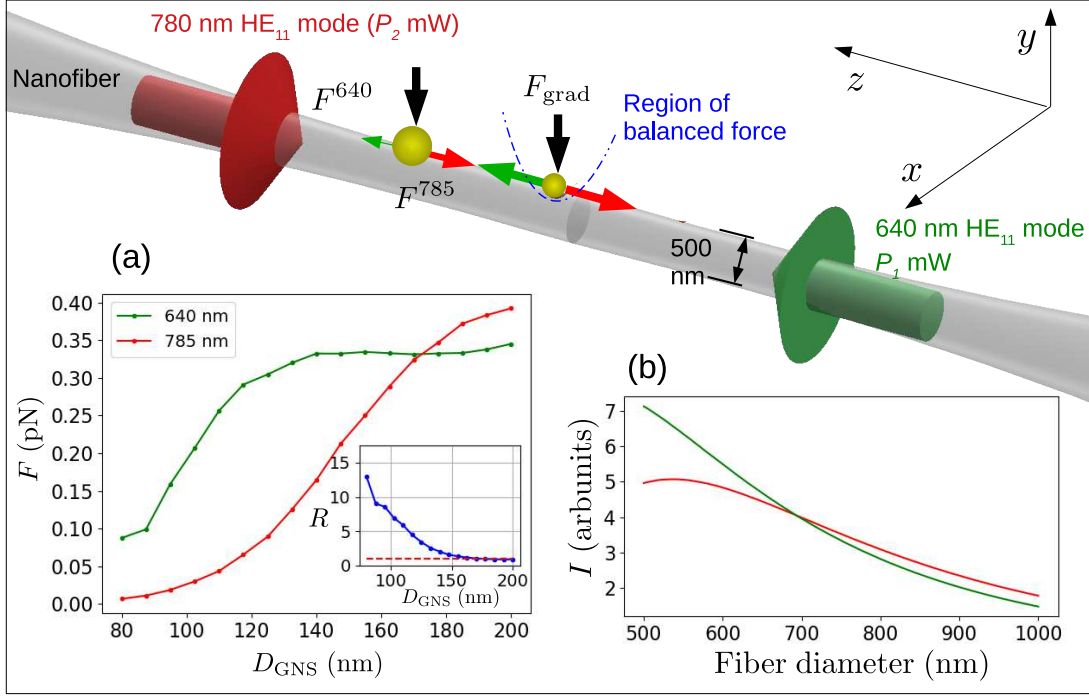 780 nm HE₁₁ mode (P₂ mW)
Nanofiber
F⁶⁴⁰
F_grad
Region of
balanced force
F⁷⁸⁵
y
z
x
500
nm
640 nm HE₁₁ mode
P₁ mW
(a)
640 nm
785 nm
F (pN)
0.40
0.35
0.30
0.25
0.20
0.15
0.10
0.05
0.00
80 100 120 140 160 180 200
D_GNS (nm)
R
15
10
5
0
100 150 200
D_GNS (nm)
(b)
I (arbunits)
7
6
5
4
3
2
500 600 700 800 900 1000
Fiber diameter (nm)